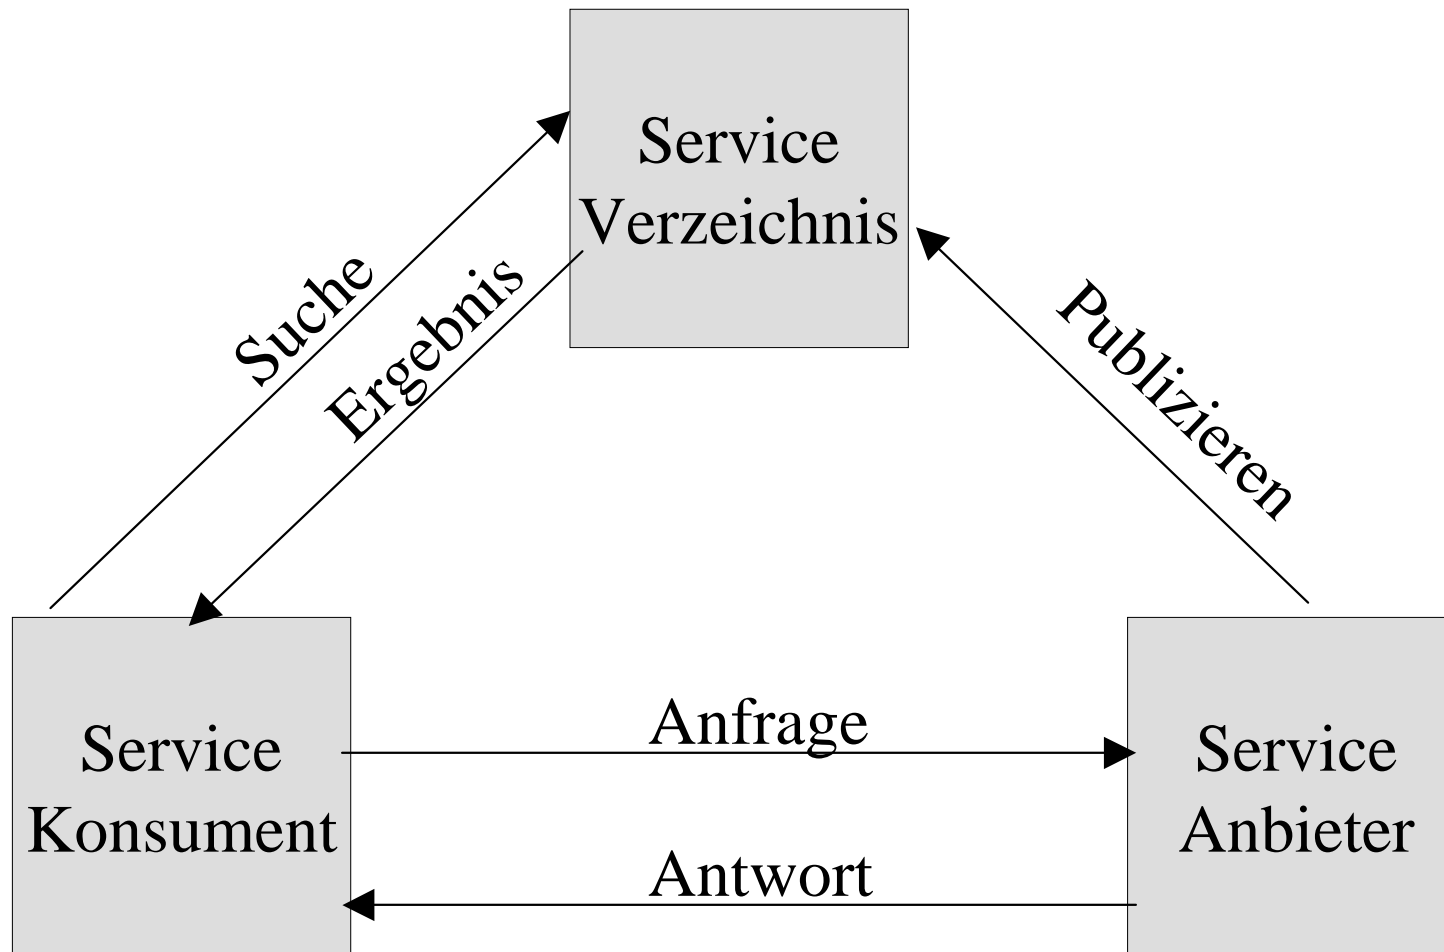 Service
Verzeichnis
Suche
Ergebnis
Publizieren
Service
Konsument
Anfrage
Antwort
Service
Anbieter